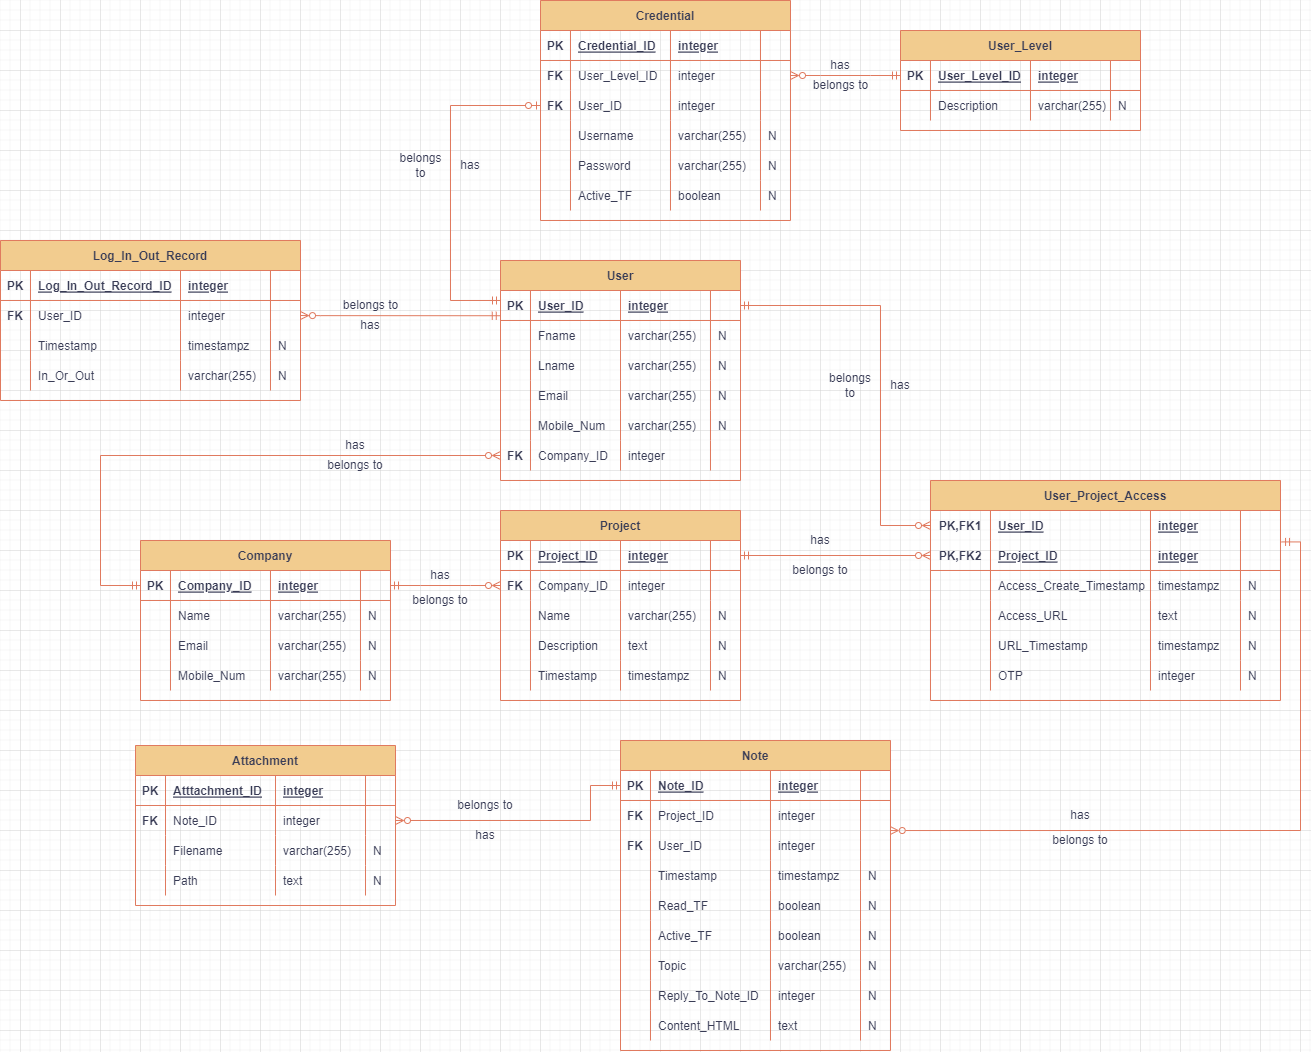 Credential
PK Credential_ID integer
FK User_Level_ID integer
FK User_ID integer
Username varchar(255) N
Password varchar(255) N
Active_TF boolean N
User_Level
PK User_Level_ID integer
Description varchar(255) N
has
belongs to
belongs
to
has
Log_In_Out_Record
PK Log_In_Out_Record_ID integer
FK User_ID integer
Timestamp timestampz N
In_Or_Out varchar(255) N
belongs to
has
User
PK User_ID integer
Fname varchar(255) N
Lname varchar(255) N
Email varchar(255) N
Mobile_Num varchar(255) N
FK Company_ID integer
belongs
to
has
has
belongs to
Company
PK Company_ID integer
Name varchar(255) N
Email varchar(255) N
Mobile_Num varchar(255) N
has
belongs to
Project
PK Project_ID integer
FK Company_ID integer
Name varchar(255) N
Description text N
Timestamp timestampz N
has
belongs to
User_Project_Access
PK,FK1 User_ID integer
PK,FK2 Project_ID integer
Access_Create_Timestamp timestampz N
Access_URL text N
URL_Timestamp timestampz N
OTP integer N
Attachment
PK Atttachment_ID integer
FK Note_ID integer
Filename varchar(255) N
Path text N
belongs to
has
Note
PK Note_ID integer
FK Project_ID integer
FK User_ID integer
Timestamp timestampz N
Read_TF boolean N
Active_TF boolean N
Topic varchar(255) N
Reply_To_Note_ID integer N
Content_HTML text N
has
belongs to